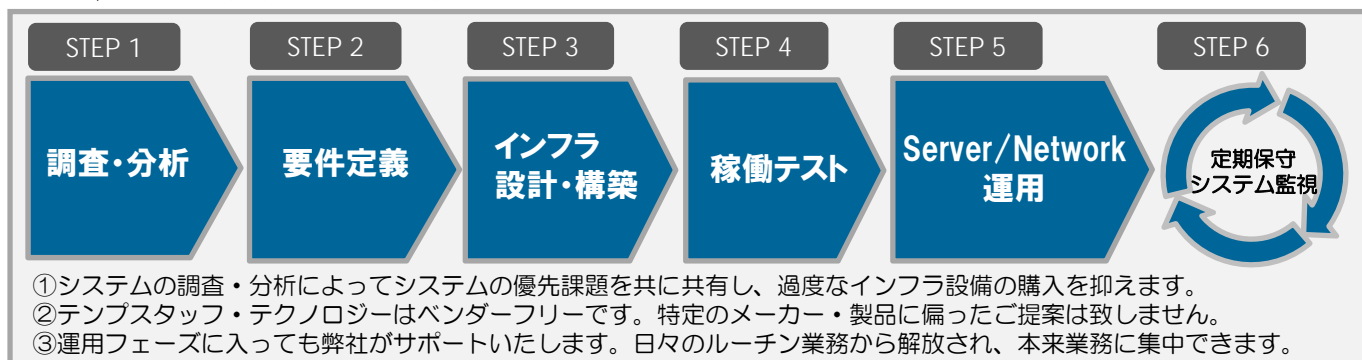 STEP 1
STEP 2
STEP 3
STEP 4
STEP 5
STEP 6
調査・分析
要件定義
インフラ
設計・構築
稼働テスト
Server/Network
運用
定期保守
システム監視
①システムの調査・分析によってシステムの優先課題を共に共有し、過度なインフラ設備の購入を抑えます。
②テンプスタッフ・テクノロジーはベンダーフリーです。特定のメーカー・製品に偏ったご提案は致しません。
③運用フェーズに入っても弊社がサポートいたします。日々のルーチン業務から解放され、本来業務に集中できます。